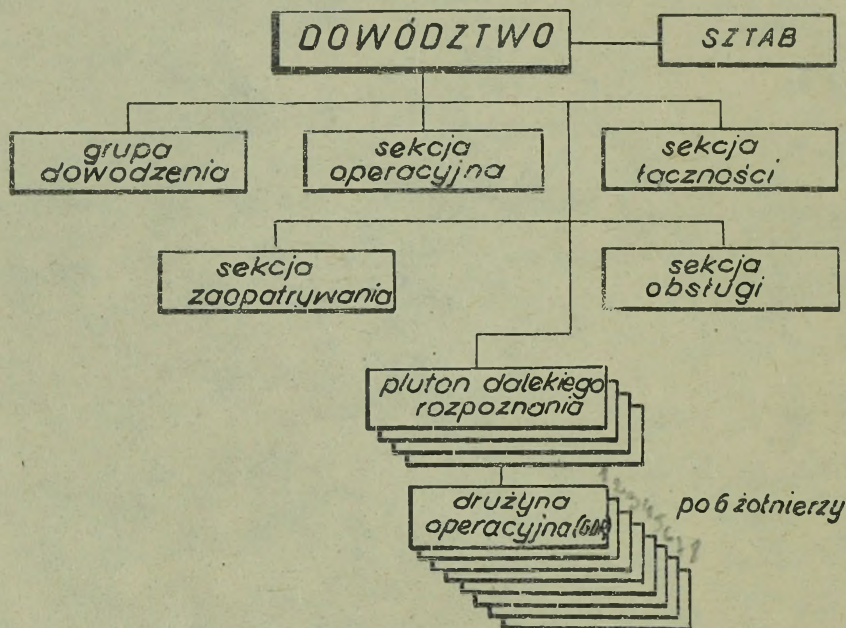 DOWÓDZTWO
SZTAB
grupa
dowodzenia
sekcja
operacyjna
sekcja
łączności
sekcja
zaopatrywania
sekcja
obsługi
pluton dalekiego
rozpoznania
drużyna
operacyjna (GDR)
po 6 żołnierzy